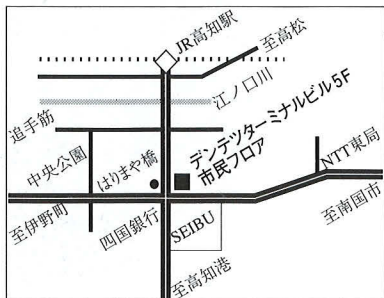 JR高知駅
至高松
江ノ口川
追手筋
デンテツターミナルビル5F
市民フロア
中央公園
はりまや橋
NTT東局
至伊野町
四国銀行
SEIBU
至南国市
至高知港